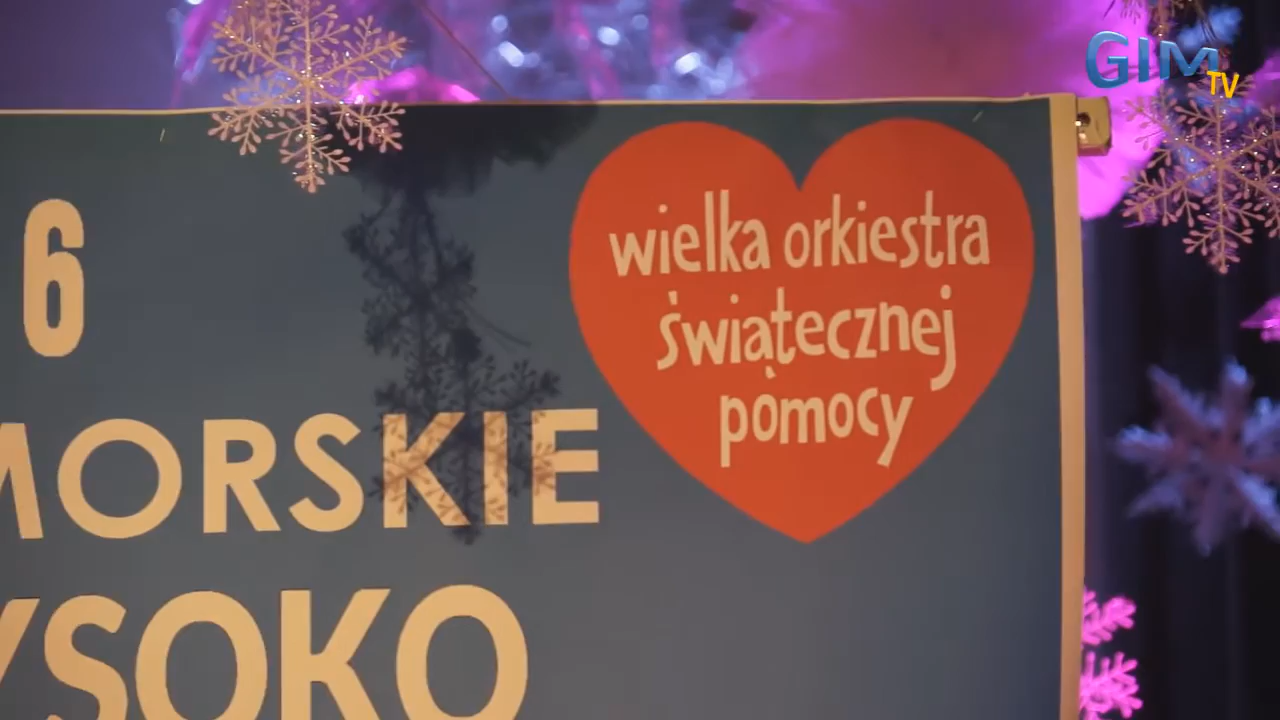 GIM
TV
6
wielka orkiestra
świątecznej
pomocy
MORSKIE
YSOKO